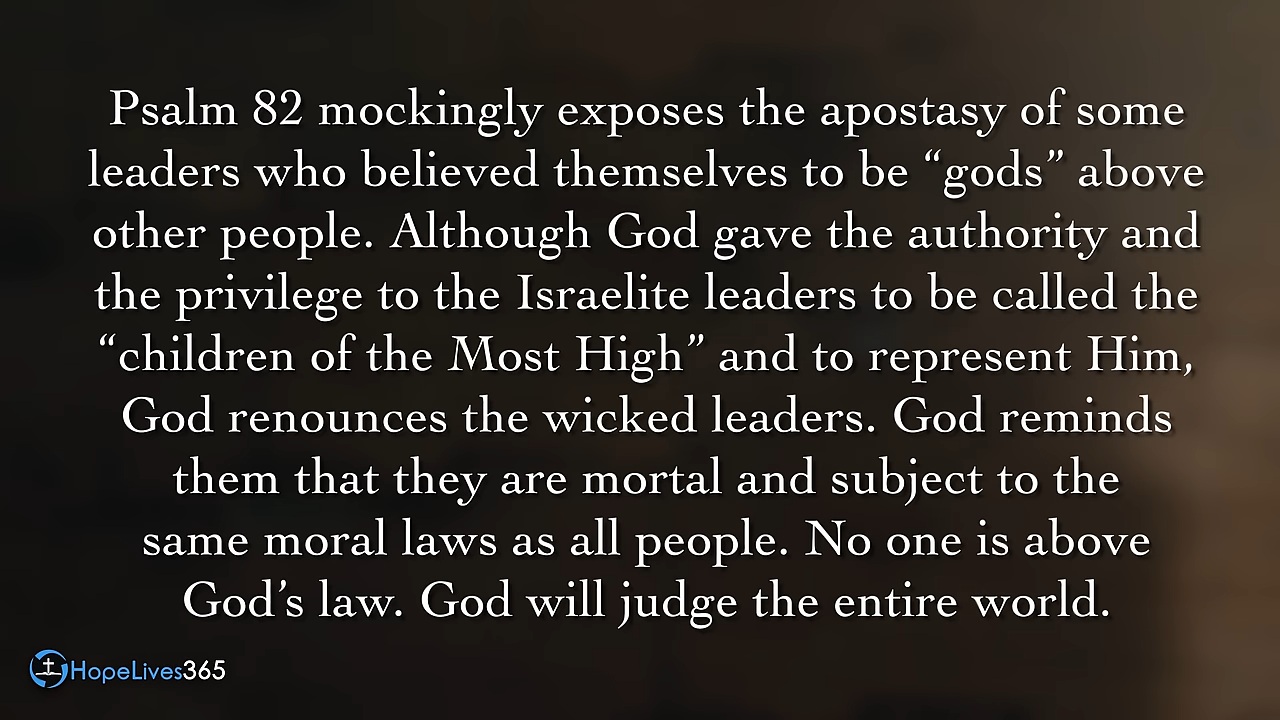 Psalm 82 mockingly exposes the apostasy of some
leaders who believed themselves to be “gods” above
other people. Although God gave the authority and
the privilege to the Israelite leaders to be called the
“children of the Most High” and to represent Him,
God renounces the wicked leaders. God reminds
them that they are mortal and subject to the
same moral laws as all people. No one is above
God’s law. God will judge the entire world.
HopeLives365